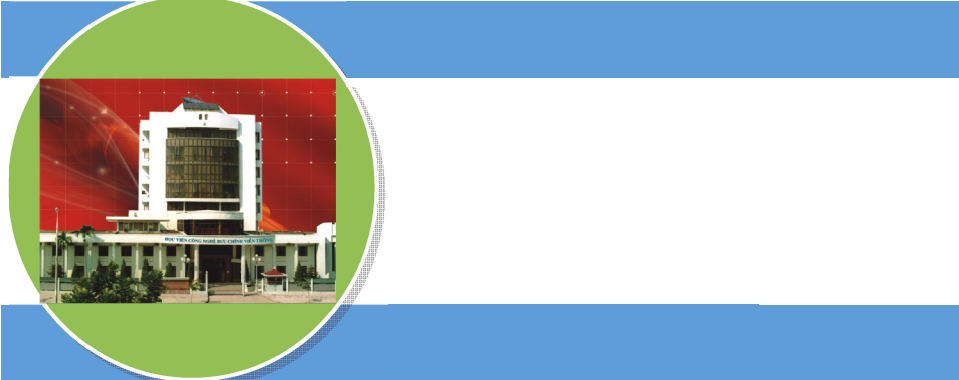 HỌC VIỆN CÔNG NGHỆ BƯU CHÍNH VIỄN THÔNG